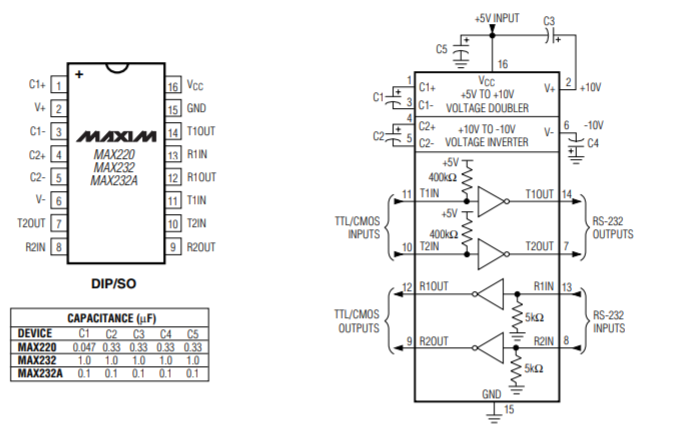 +5V INPUT
C3
C5
C1+ 1
16 VCC
V+ 2
15 GND
C1- 3
14 T1OUT
C2+ 4
13 R1IN
C2- 5
12 R1OUT
V- 6
11 T1IN
T2OUT 7
10 T2IN
R2IN 8
9 R2OUT
+
MAXIM
MAX220
MAX232
MAX232A
DIP/SO
CAPACITANCE (μF)
DEVICE C1 C2 C3 C4 C5
MAX220 0.047 0.33 0.33 0.33 0.33
MAX232 1.0 1.0 1.0 1.0 1.0
MAX232A 0.1 0.1 0.1 0.1 0.1
16
VCC
1 C1+
+5V TO +10V
VOLTAGE DOUBLER
V+ 2 +10V
C1
3 C1-
4 C2+
+10V TO -10V
VOLTAGE INVERTER
V- 6 -10V
C2
5 C2-
C4
+5V
400kΩ
11 T1IN
T1OUT 14
+5V
400kΩ
TTL/CMOS
INPUTS
RS-232
OUTPUTS
10 T2IN
T2OUT 7
12 R1OUT
R1IN 13
5kΩ
TTL/CMOS
OUTPUTS
RS-232
INPUTS
9 R2OUT
R2IN 8
5kΩ
GND
15